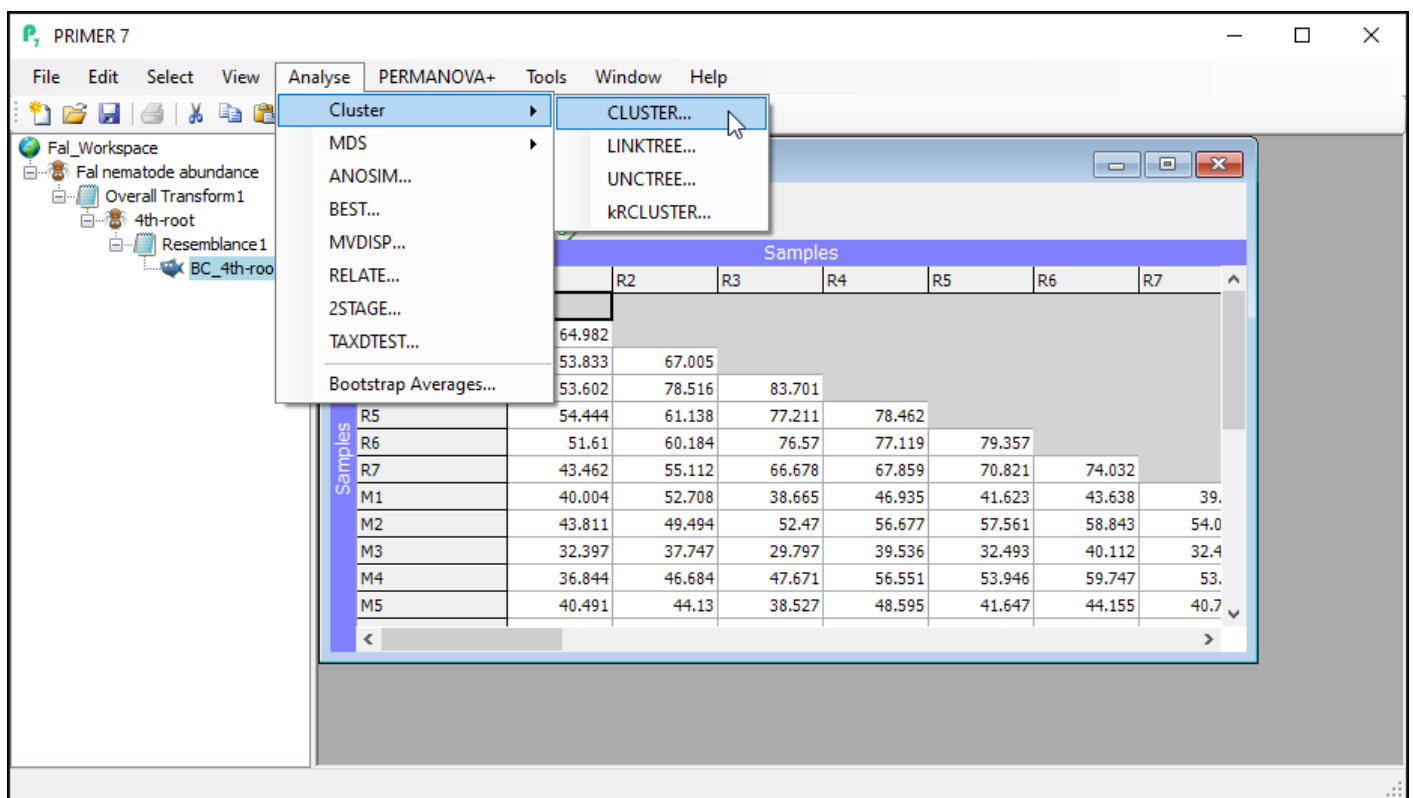 PRIMER 7
File Edit Select View Analyse PERMANOVA+ Tools Window Help
Cluster
MDS
ANOSIM...
BEST...
MVDISP...
RELATE...
2STAGE...
TAXDTEST...
Bootstrap Averages...
CLUSTER...
LINKTREE...
UNCTREE...
kRCLUSTER...
Fal_Workspace
Fal nematode abundance
Overall Transform1
4th-root
Resemblance1
BC_4th-roo
Samples
R2 R3 R4 R5 R6 R7
64.982
53.833 67.005
53.602 78.516 83.701
R5 54.444 61.138 77.211 78.462
R6 51.61 60.184 76.57 77.119 79.357
R7 43.462 55.112 66.678 67.859 70.821 74.032
M1 40.004 52.708 38.665 46.935 41.623 43.638 39.
M2 43.811 49.494 52.47 56.677 57.561 58.843 54.0
M3 32.397 37.747 29.797 39.536 32.493 40.112 32.4
M4 36.844 46.684 47.671 56.551 53.946 59.747 53.
M5 40.491 44.13 38.527 48.595 41.647 44.155 40.7
Samples